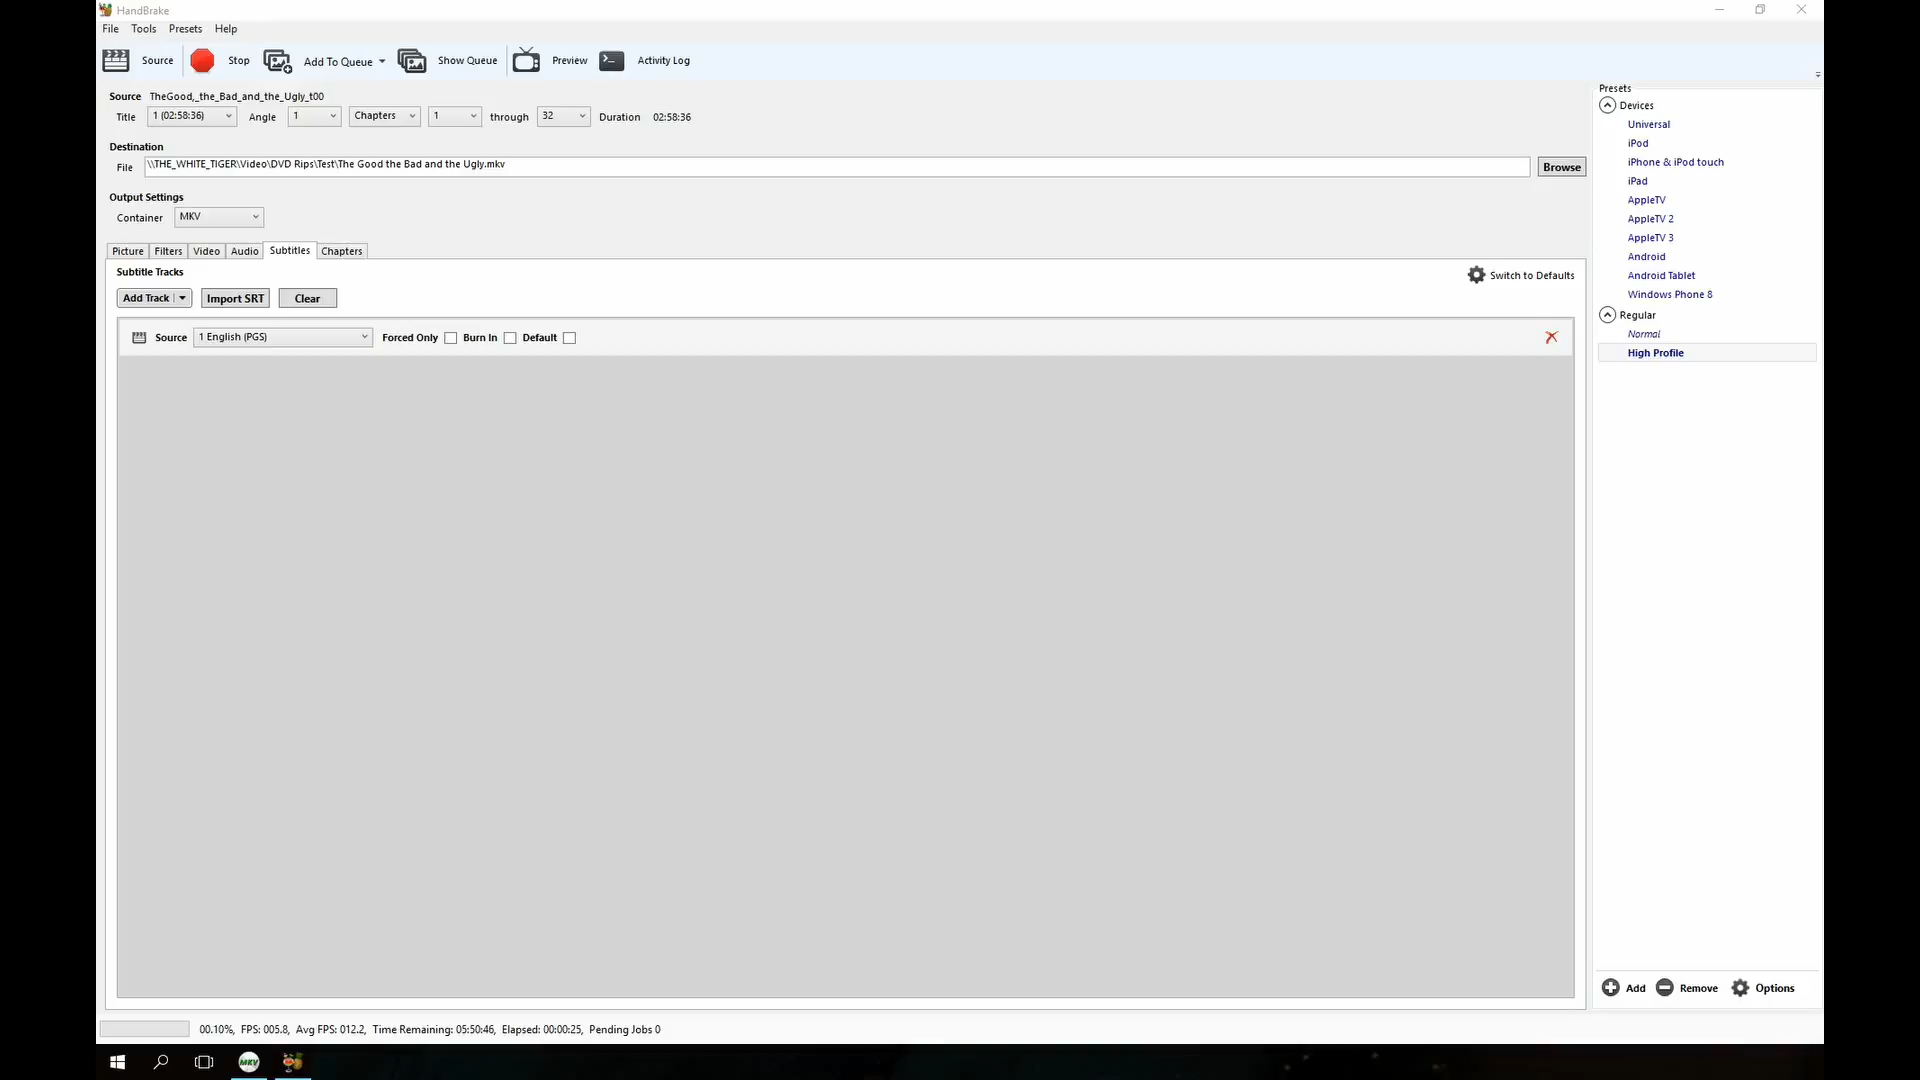 HandBrake
File Tools Presets Help
Source Stop Add To Queue Show Queue Preview Activity Log
Source TheGood,_the_Bad_and_the_Ugly_t00
Title 1 (02:58:36) Angle 1 Chapters 1 through 32 Duration 02:58:36
Destination
File \\THE_WHITE_TIGER\Video\DVD Rips\Test\The Good the Bad and the Ugly.mkv Browse
Output Settings
Container MKV
Picture Filters Video Audio Subtitles Chapters
Subtitle Tracks Switch to Defaults
Add Track Import SRT Clear
Source 1 English (PGS) Forced Only Burn In Default
Presets
Devices
Universal
iPod
iPhone & iPod touch
iPad
AppleTV
AppleTV 2
AppleTV 3
Android
Android Tablet
Windows Phone 8
Regular
Normal
High Profile
Add Remove Options
00.10%, FPS: 005.8, Avg FPS: 012.2, Time Remaining: 05:50:46, Elapsed: 00:00:25, Pending Jobs 0
MKV